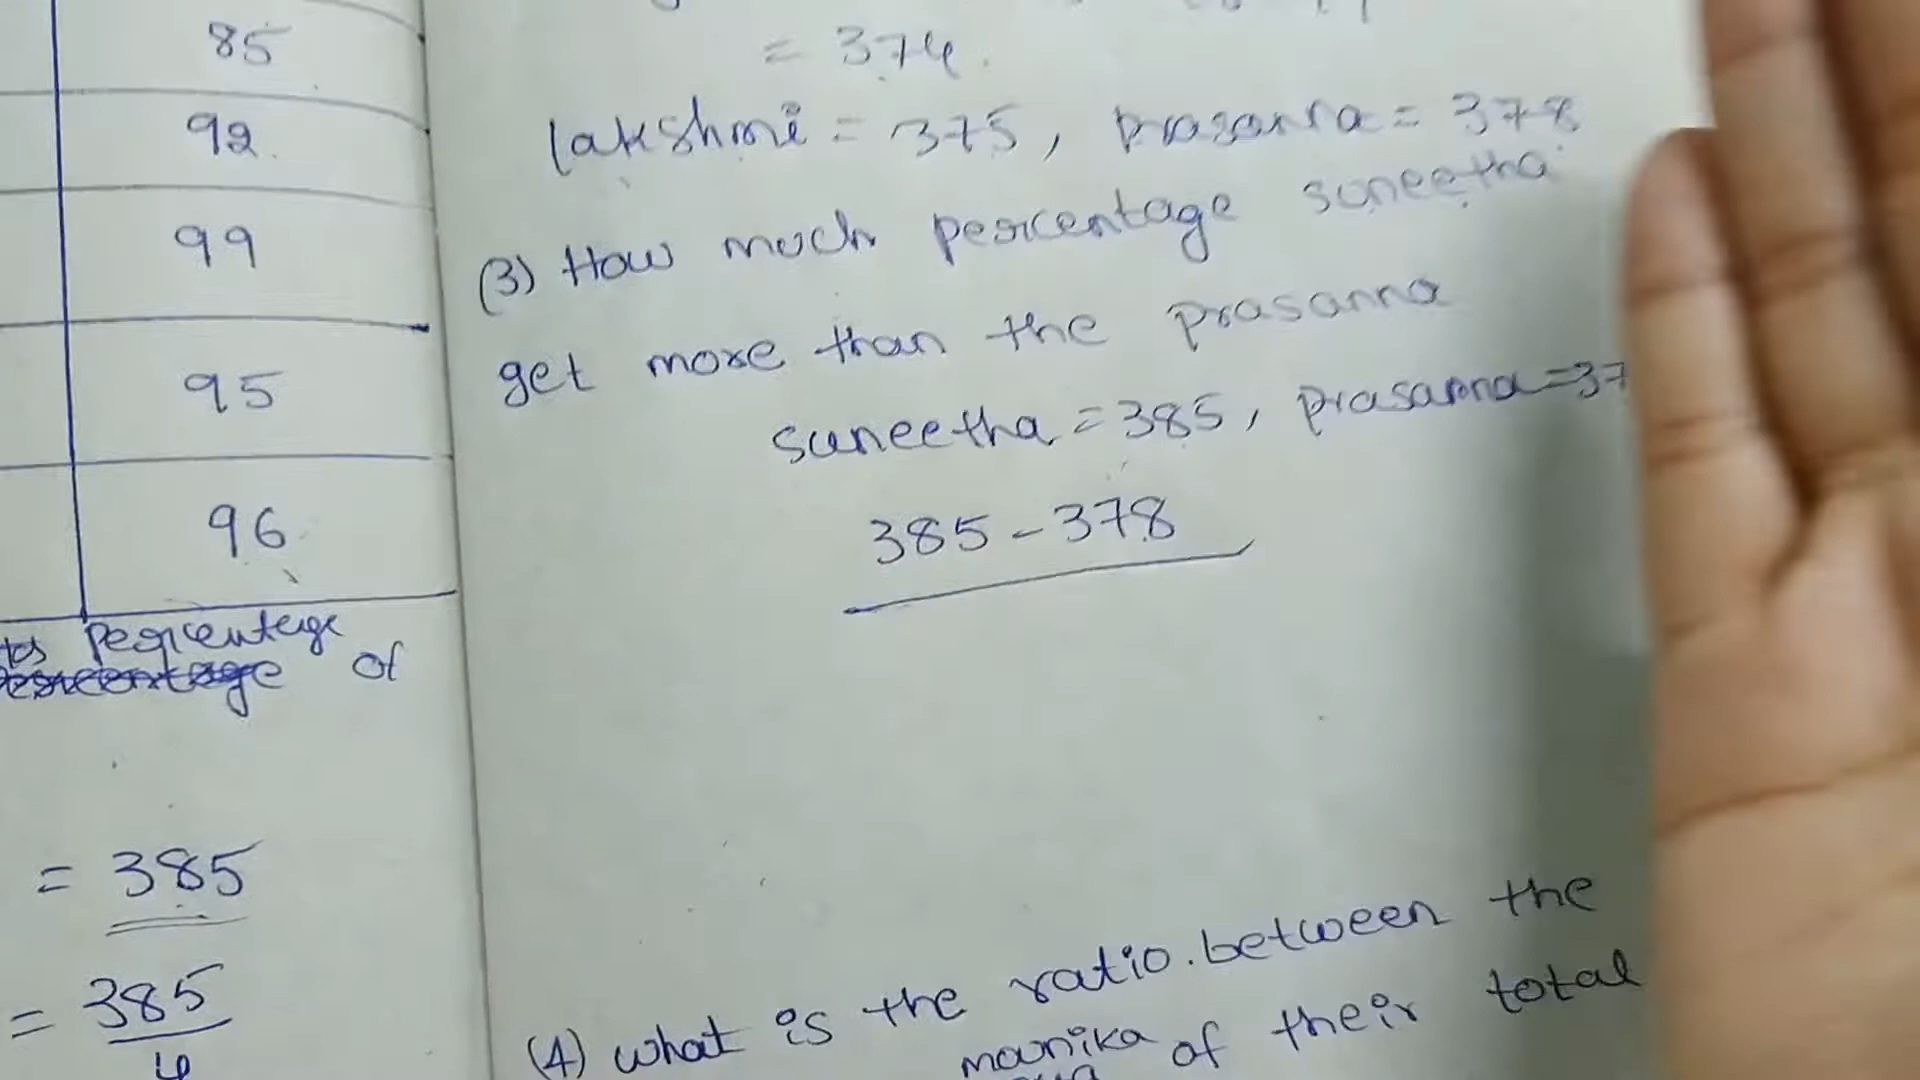 85
92
99
95
96
Percentage
of
= 385
= 385
4
= 374.
lakshmi = 375, prasanna = 378
(3) How much percentage suneetha
get more than the prasanna
suneetha = 385, prasanna = 37
385 - 378
(4) what is the ratio. between the
mounika of their total